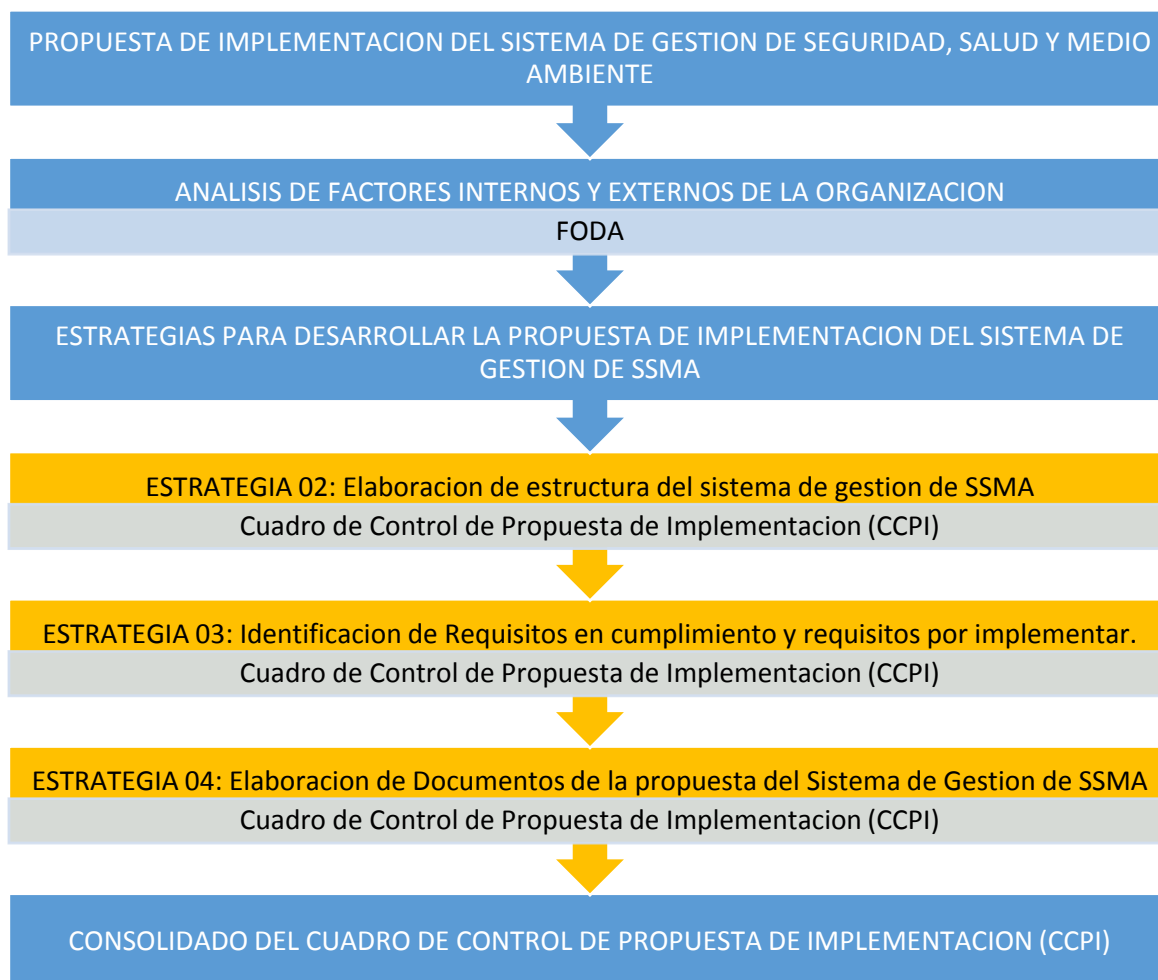 PROPUESTA DE IMPLEMENTACION DEL SISTEMA DE GESTION DE SEGURIDAD, SALUD Y MEDIO
AMBIENTE
ANALISIS DE FACTORES INTERNOS Y EXTERNOS DE LA ORGANIZACION
FODA
ESTRATEGIAS PARA DESARROLLAR LA PROPUESTA DE IMPLEMENTACION DEL SISTEMA DE
GESTION DE SSMA
ESTRATEGIA 02: Elaboracion de estructura del sistema de gestion de SSMA
Cuadro de Control de Propuesta de Implementacion (CCPI)
ESTRATEGIA 03: Identificacion de Requisitos en cumplimiento y requisitos por implementar.
Cuadro de Control de Propuesta de Implementacion (CCPI)
ESTRATEGIA 04: Elaboracion de Documentos de la propuesta del Sistema de Gestion de SSMA
Cuadro de Control de Propuesta de Implementacion (CCPI)
CONSOLIDADO DEL CUADRO DE CONTROL DE PROPUESTA DE IMPLEMENTACION (CCPI)